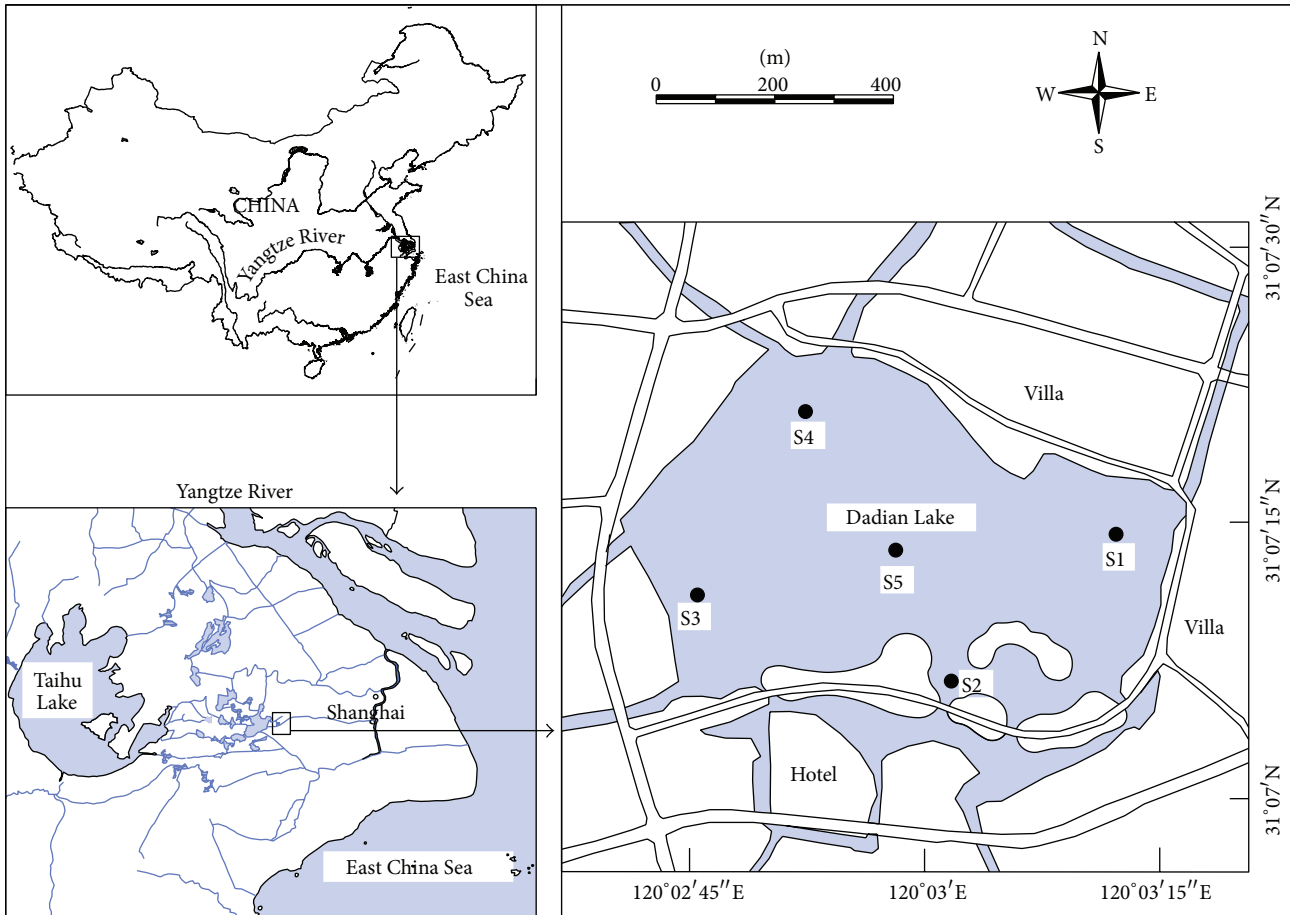 CHINA
Yangtze River
East China
Sea
Yangtze River
Taihu
Lake
Shanghai
East China Sea
(m)
0 200 400
N
W E
S
Villa
S4
Dadian Lake
S1
S5
S3
S2
Villa
Hotel
31°07′30″N
31°07′15″N
31°07′N
120°02′45″E 120°03′E 120°03′15″E